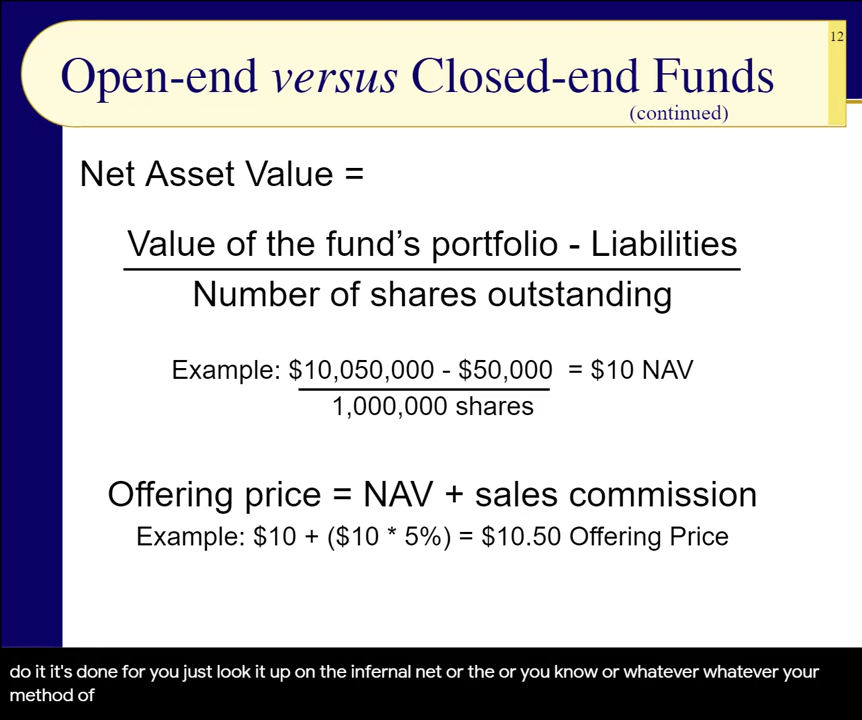 12
Open-end versus Closed-end Funds
(continued)
Net Asset Value =
Value of the fund’s portfolio - Liabilities
Number of shares outstanding
Example: $10,050,000 - $50,000 = $10 NAV
1,000,000 shares
Offering price = NAV + sales commission
Example: $10 + ($10 * 5%) = $10.50 Offering Price
do it it's done for you just look it up on the infernal net or the or you know or whatever whatever your
method of